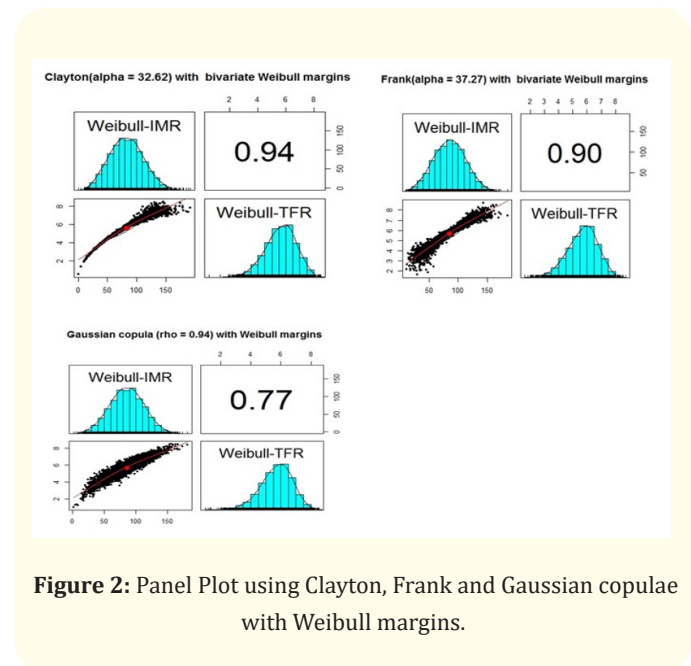 Clayton(alpha = 32.62) with bivariate Weibull margins
2 4 6 8
Weibull-IMR
0.94
0 50 100 150
Weibull-TFR
2 4 6 8
0 50 100 150
Frank(alpha = 37.27) with bivariate Weibull margins
2 3 4 5 6 7 8
Weibull-IMR
0.90
50 100 150
Weibull-TFR
2 3 4 5 6 7 8
50 100 150
Gaussian copula (rho = 0.94) with Weibull margins
2 4 6 8
Weibull-IMR
0.77
0 50 100 150
Weibull-TFR
2 4 6 8
0 50 100 150
Figure 2: Panel Plot using Clayton, Frank and Gaussian copulae
with Weibull margins.